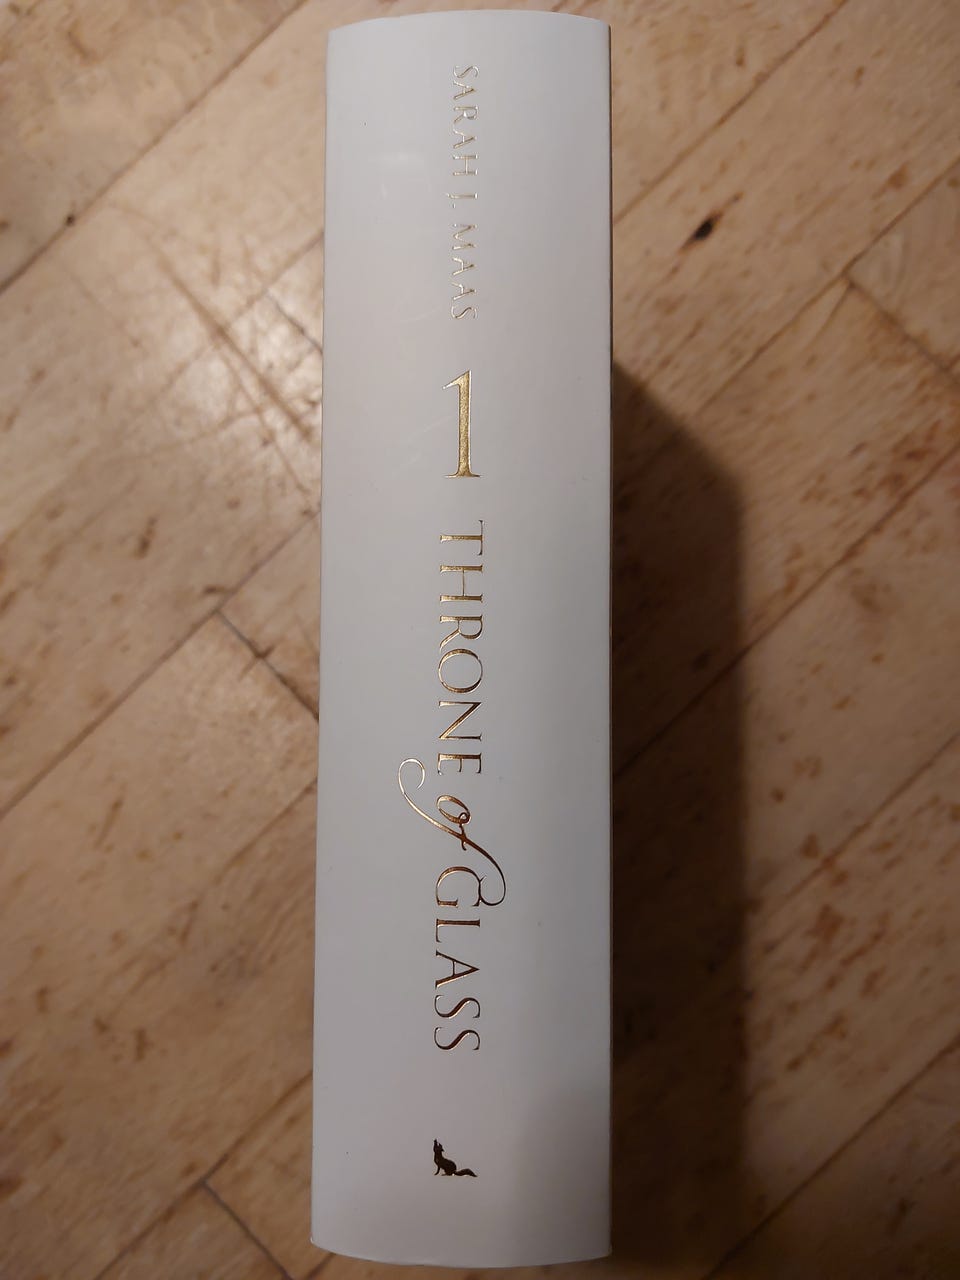 SARAH J. MAAS
1
THRONE of GLASS